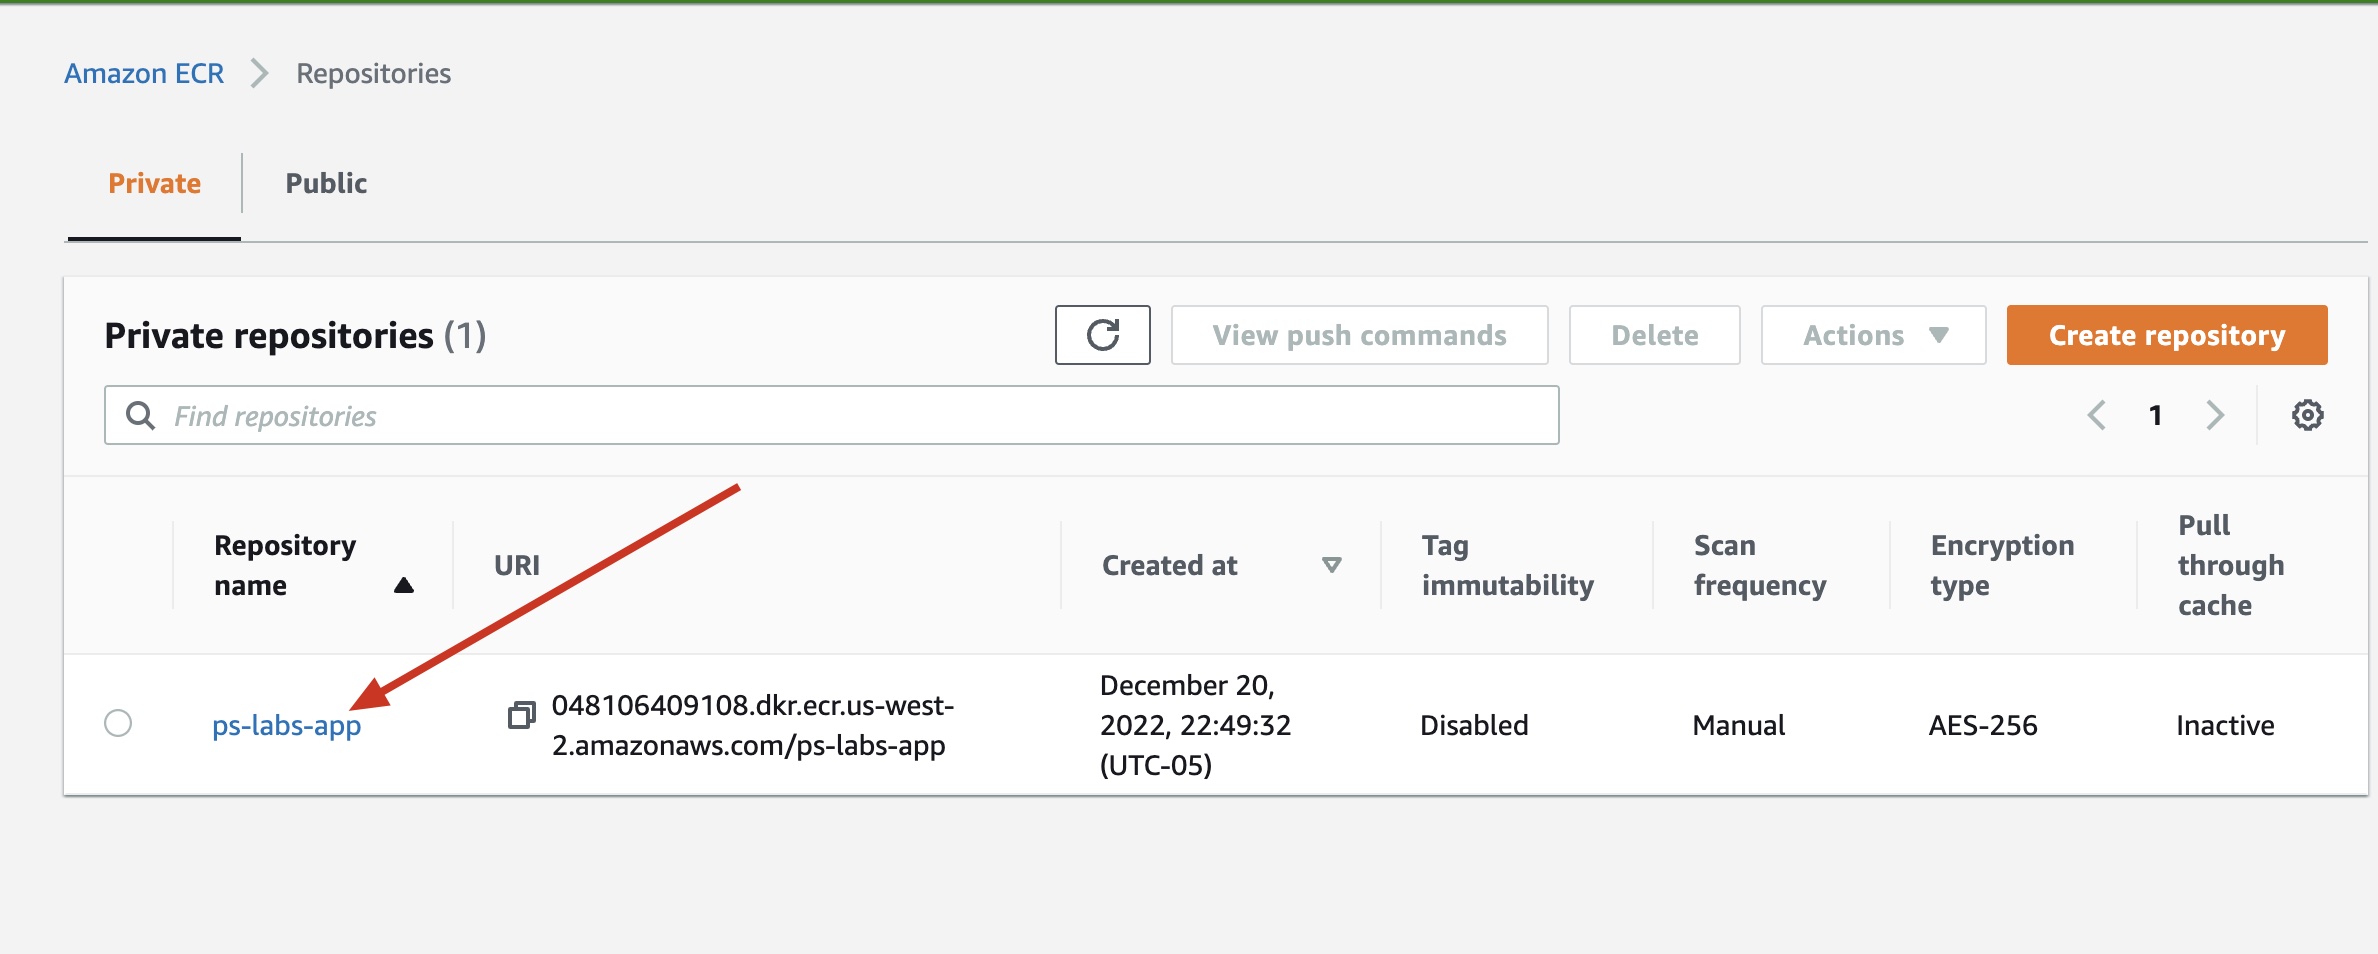 Amazon ECR > Repositories
Private
Public
Private repositories (1)
View push commands
Delete
Actions
Create repository
Find repositories
1
Repository
name
URI
Created at
Tag
immutability
Scan
frequency
Encryption
type
Pull
through
cache
ps-labs-app
048106409108.dkr.ecr.us-west-
2.amazonaws.com/ps-labs-app
December 20,
2022, 22:49:32
(UTC-05)
Disabled
Manual
AES-256
Inactive